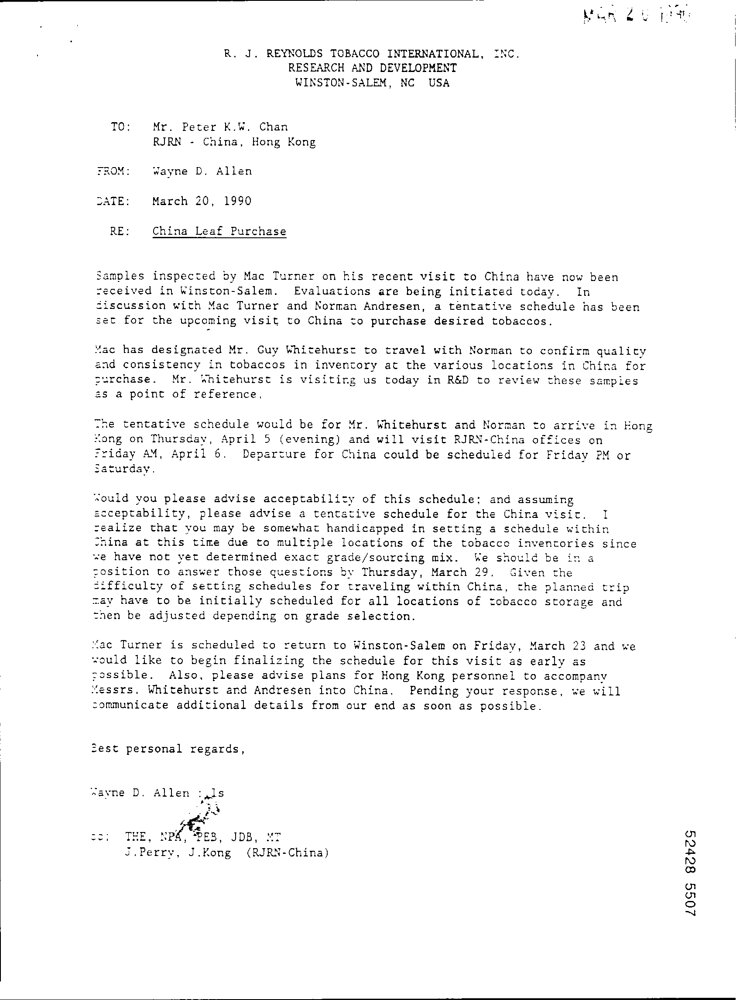 MAR 20 1990
R. J. REYNOLDS TOBACCO INTERNATIONAL, INC.
RESEARCH AND DEVELOPMENT
WINSTON-SALEM, NC USA
TO: Mr. Peter K.W. Chan
RJRN - China, Hong Kong
FROM: Wayne D. Allen
DATE: March 20, 1990
RE: China Leaf Purchase
Samples inspected by Mac Turner on his recent visit to China have now been
received in Winston-Salem. Evaluations are being initiated today. In
discussion with Mac Turner and Norman Andresen, a tentative schedule has been
set for the upcoming visit to China to purchase desired tobaccos.
Mac has designated Mr. Guy Whitehurst to travel with Norman to confirm quality
and consistency in tobaccos in inventory at the various locations in China for
purchase. Mr. Whitehurst is visiting us today in R&D to review these samples
as a point of reference.
The tentative schedule would be for Mr. Whitehurst and Norman to arrive in Hong
Kong on Thursday, April 5 (evening) and will visit RJRN-China offices on
Friday AM, April 6. Departure for China could be scheduled for Friday PM or
Saturday.
Would you please advise acceptability of this schedule; and assuming
acceptability, please advise a tentative schedule for the China visit. I
realize that you may be somewhat handicapped in setting a schedule within
China at this time due to multiple locations of the tobacco inventories since
we have not yet determined exact grade/sourcing mix. We should be in a
position to answer those questions by Thursday, March 29. Given the
difficulty of setting schedules for traveling within China, the planned trip
may have to be initially scheduled for all locations of tobacco storage and
then be adjusted depending on grade selection.
Mac Turner is scheduled to return to Winston-Salem on Friday, March 23 and we
would like to begin finalizing the schedule for this visit as early as
possible. Also, please advise plans for Hong Kong personnel to accompany
Messrs. Whitehurst and Andresen into China. Pending your response, we will
communicate additional details from our end as soon as possible.
Best personal regards,
Wayne D. Allen :ls
cc: THE, NPA, PEB, JDB, MT
J.Perry, J.Kong (RJRN-China)
52428 5507